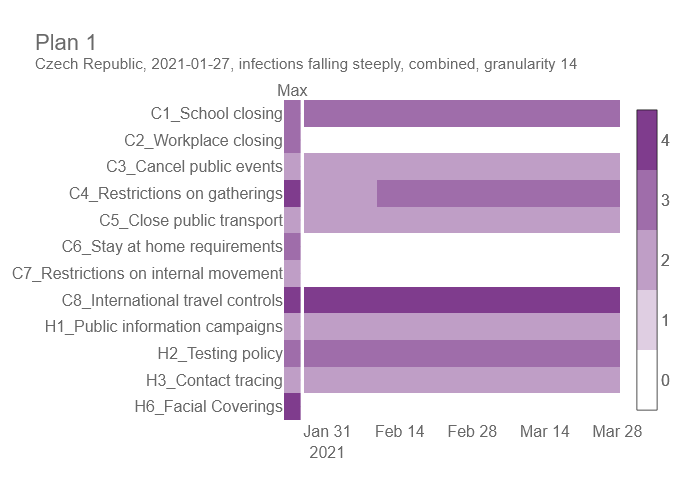 Plan 1
Czech Republic, 2021-01-27, infections falling steeply, combined, granularity 14
Max
C1_School closing
C2_Workplace closing
C3_Cancel public events
C4_Restrictions on gatherings
C5_Close public transport
C6_Stay at home requirements
C7_Restrictions on internal movement
C8_International travel controls
H1_Public information campaigns
H2_Testing policy
H3_Contact tracing
H6_Facial Coverings
4
3
2
1
0
Jan 31 Feb 14 Feb 28 Mar 14 Mar 28
2021